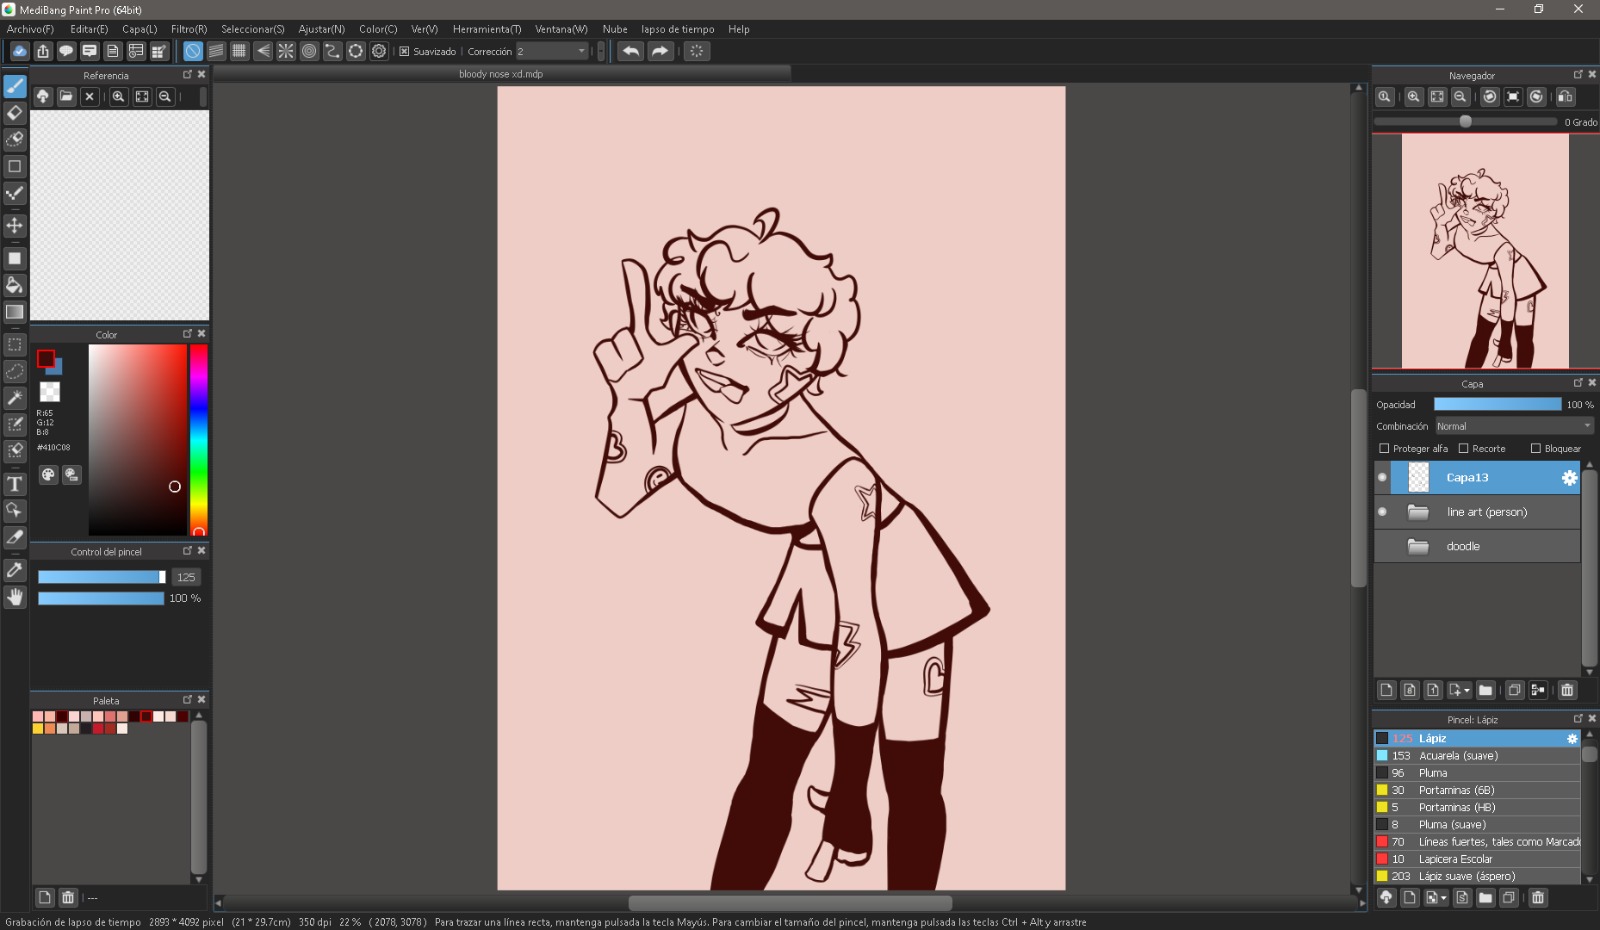 MediBang Paint Pro (64bit)
Archivo(F) Editar(E) Capa(L) Filtro(R) Seleccionar(S) Ajustar(N) Color(C) Ver(V) Herramienta(T) Ventana(W) Nube lapso de tiempo Help
Suavizado Corrección 2
Referencia
bloody nose xd.mdp
Navegador
0 Grado
Color
R:65
G:12
B:8
#410C08
Capa
Opacidad 100 %
Combinación Normal
Proteger alfa Recorte Bloquear
Capa13
line art (person)
doodle
Control del pincel
125
100 %
Paleta
---
Pincel: Lápiz
125 Lápiz
153 Acuarela (suave)
96 Pluma
30 Portaminas (6B)
5 Portaminas (HB)
8 Pluma (suave)
70 Líneas fuertes, tales como Marcado
10 Lapicera Escolar
203 Lápiz suave (áspero)
Grabación de lapso de tiempo 2893 * 4092 pixel (21 * 29.7cm) 350 dpi 22 % ( 2078, 3078 ) Para trazar una línea recta, mantenga pulsada la tecla Mayús. Para cambiar el tamaño del pincel, mantenga pulsadas las teclas Ctrl + Alt y arrastre